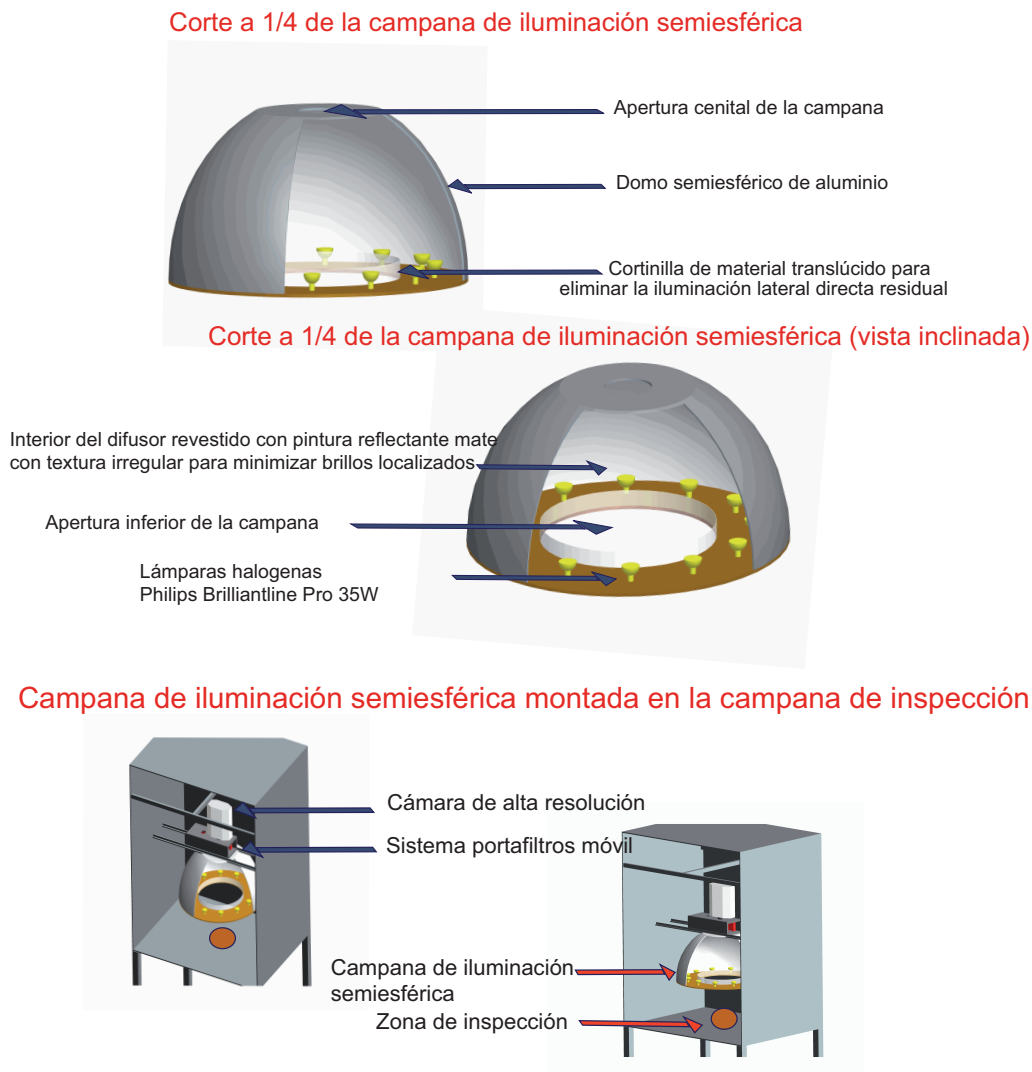 Corte a 1/4 de la campana de iluminación semiesférica
Apertura cenital de la campana
Domo semiesférico de aluminio
Cortinilla de material translúcido para
eliminar la iluminación lateral directa residual
Corte a 1/4 de la campana de iluminación semiesférica (vista inclinada)
Interior del difusor revestido con pintura reflectante mate
con textura irregular para minimizar brillos localizados
Apertura inferior de la campana
Lámparas halogenas
Philips Brilliantline Pro 35W
Campana de iluminación semiesférica montada en la campana de inspección
Cámara de alta resolución
Sistema portafiltros móvil
Campana de iluminación
semiesférica
Zona de inspección